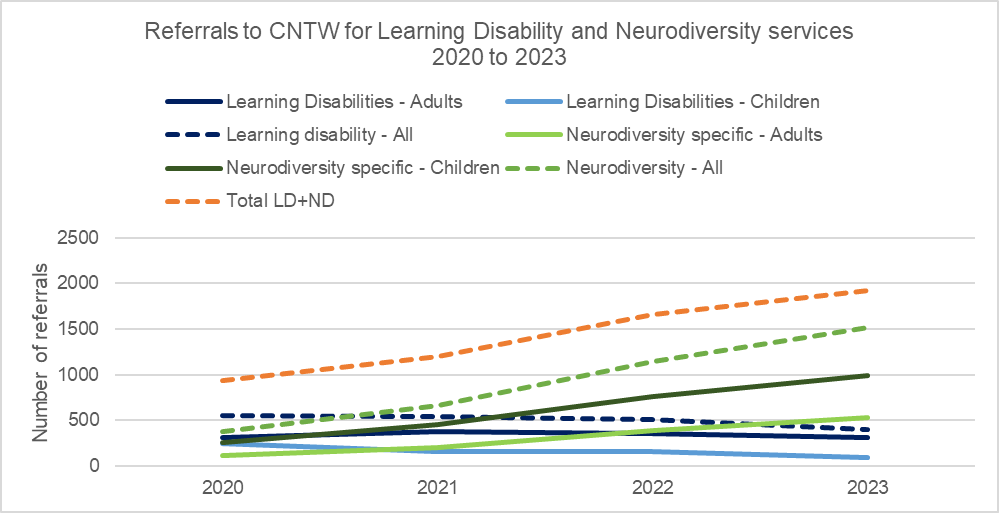 Referrals to CNTW for Learning Disability and Neurodiversity services
2020 to 2023
Learning Disabilities - Adults
Learning Disabilities - Children
Learning disability - All
Neurodiversity specific - Adults
Neurodiversity specific - Children
Neurodiversity - All
Total LD+ND
Number of referrals
2500
2000
1500
1000
500
0
2020
2021
2022
2023